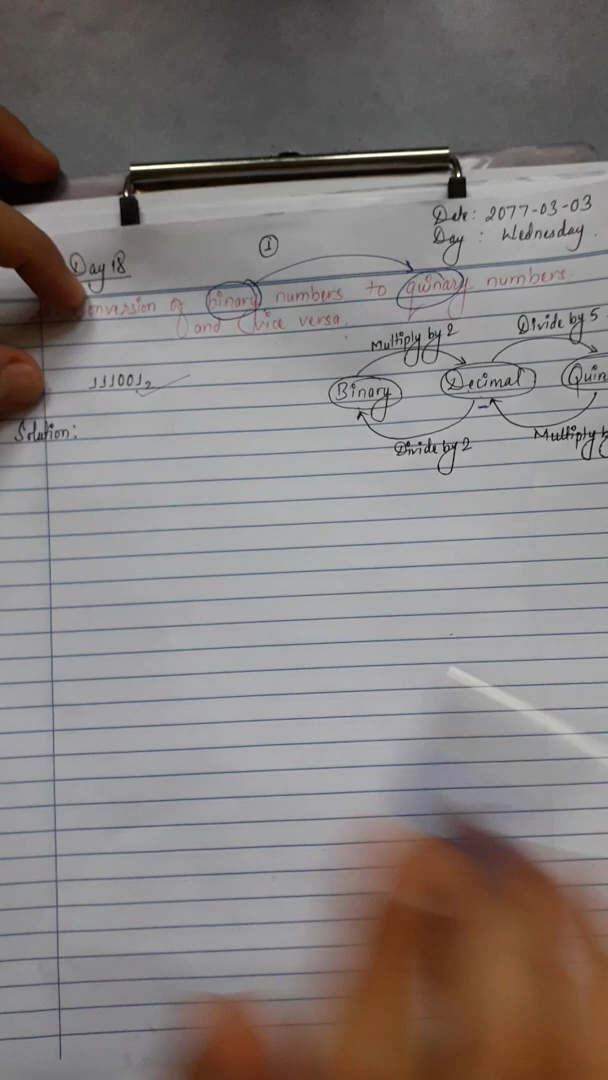 Date: 2077-03-03
Day: Wednesday.
Day 18
①
Conversion of binary numbers to quinary numbers.
and vice versa.
Multiply by 2
Divide by 5
111001₂
Binary
Decimal
Quin
Solution:
Divide by 2
Multiply b